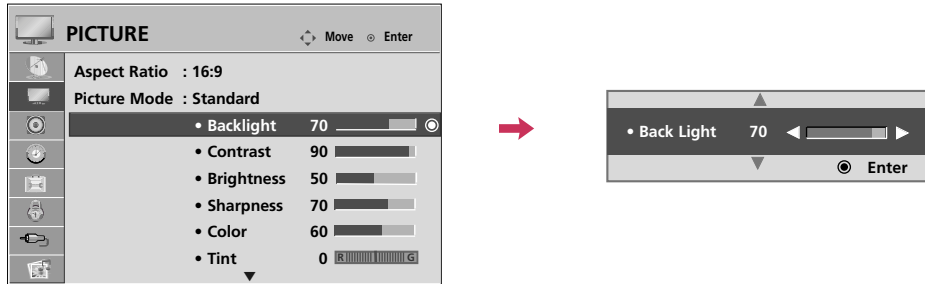 PICTURE
Move Enter
Aspect Ratio : 16:9
Picture Mode : Standard
• Backlight 70
• Contrast 90
• Brightness 50
• Sharpness 70
• Color 60
• Tint 0 R G
• Back Light 70
Enter